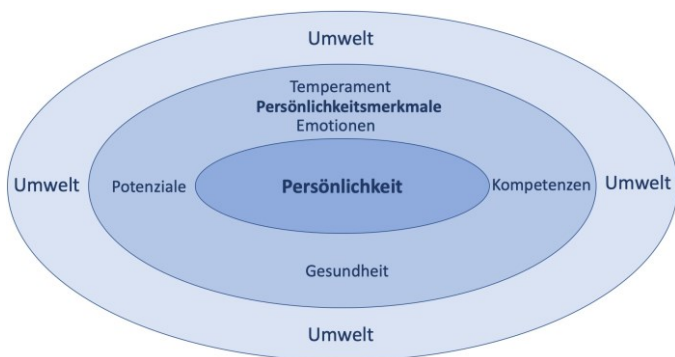 Umwelt
Temperament
Persönlichkeitsmerkmale
Emotionen
Umwelt
Potenziale
Persönlichkeit
Kompetenzen
Umwelt
Gesundheit
Umwelt